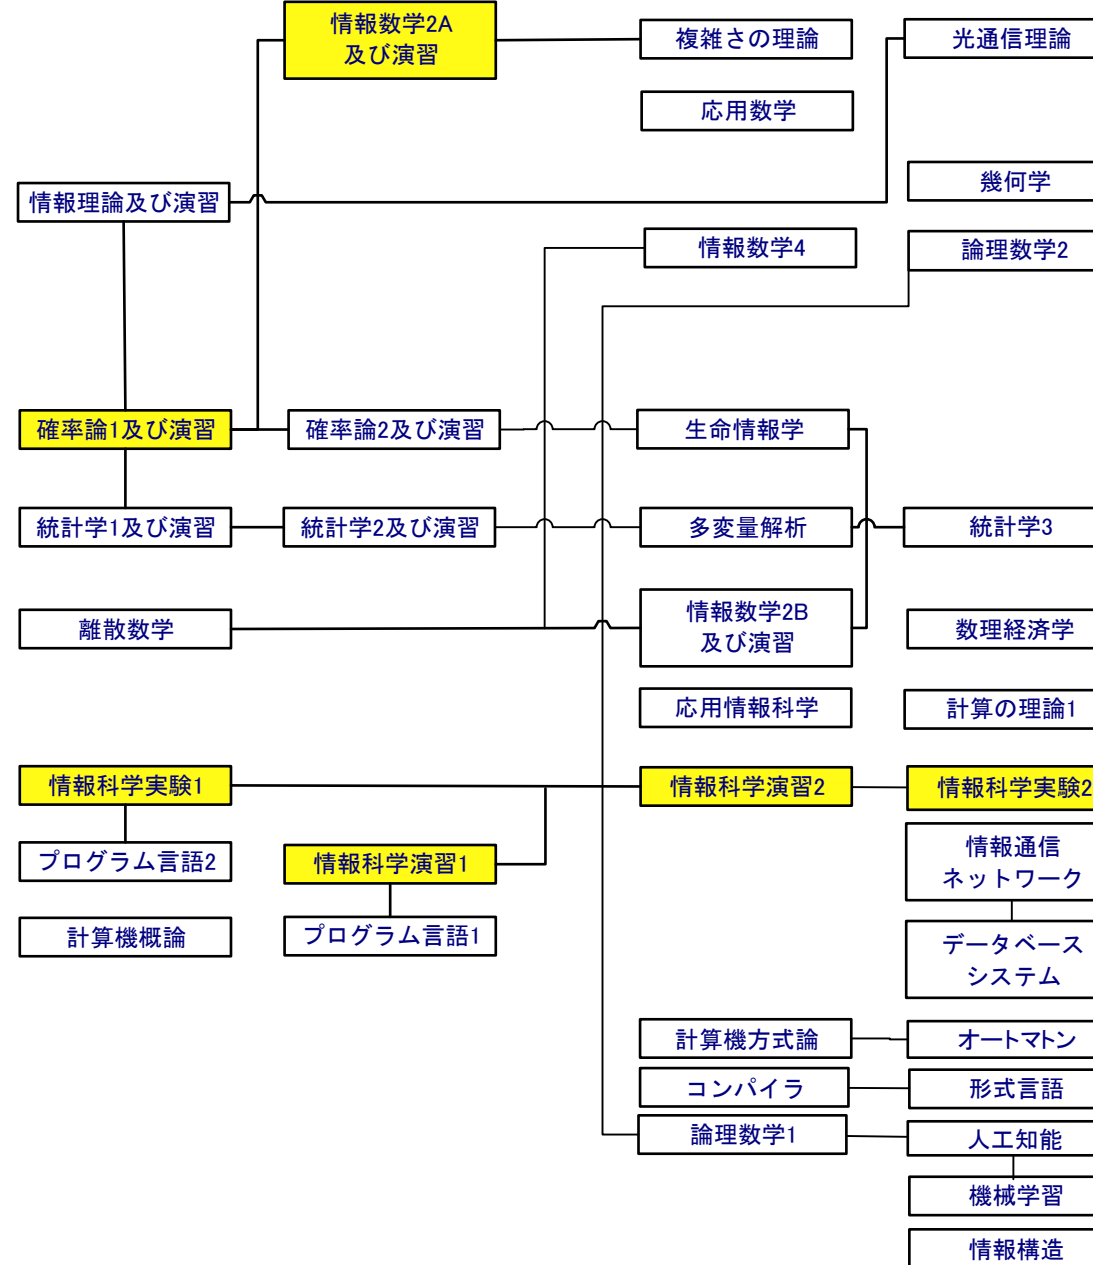 情報数学2A
及び演習
複雑さの理論
光通信理論
応用数学
幾何学
情報理論及び演習
情報数学4
論理数学2
確率論1及び演習
確率論2及び演習
生命情報学
統計学1及び演習
統計学2及び演習
多変量解析
統計学3
離散数学
情報数学2B
及び演習
数理経済学
応用情報科学
計算の理論1
情報科学実験1
情報科学演習2
情報科学実験2
プログラム言語2
情報科学演習1
情報通信
ネットワーク
計算機概論
プログラム言語1
データベース
システム
計算機方式論
オートマトン
コンパイラ
形式言語
論理数学1
人工知能
機械学習
情報構造